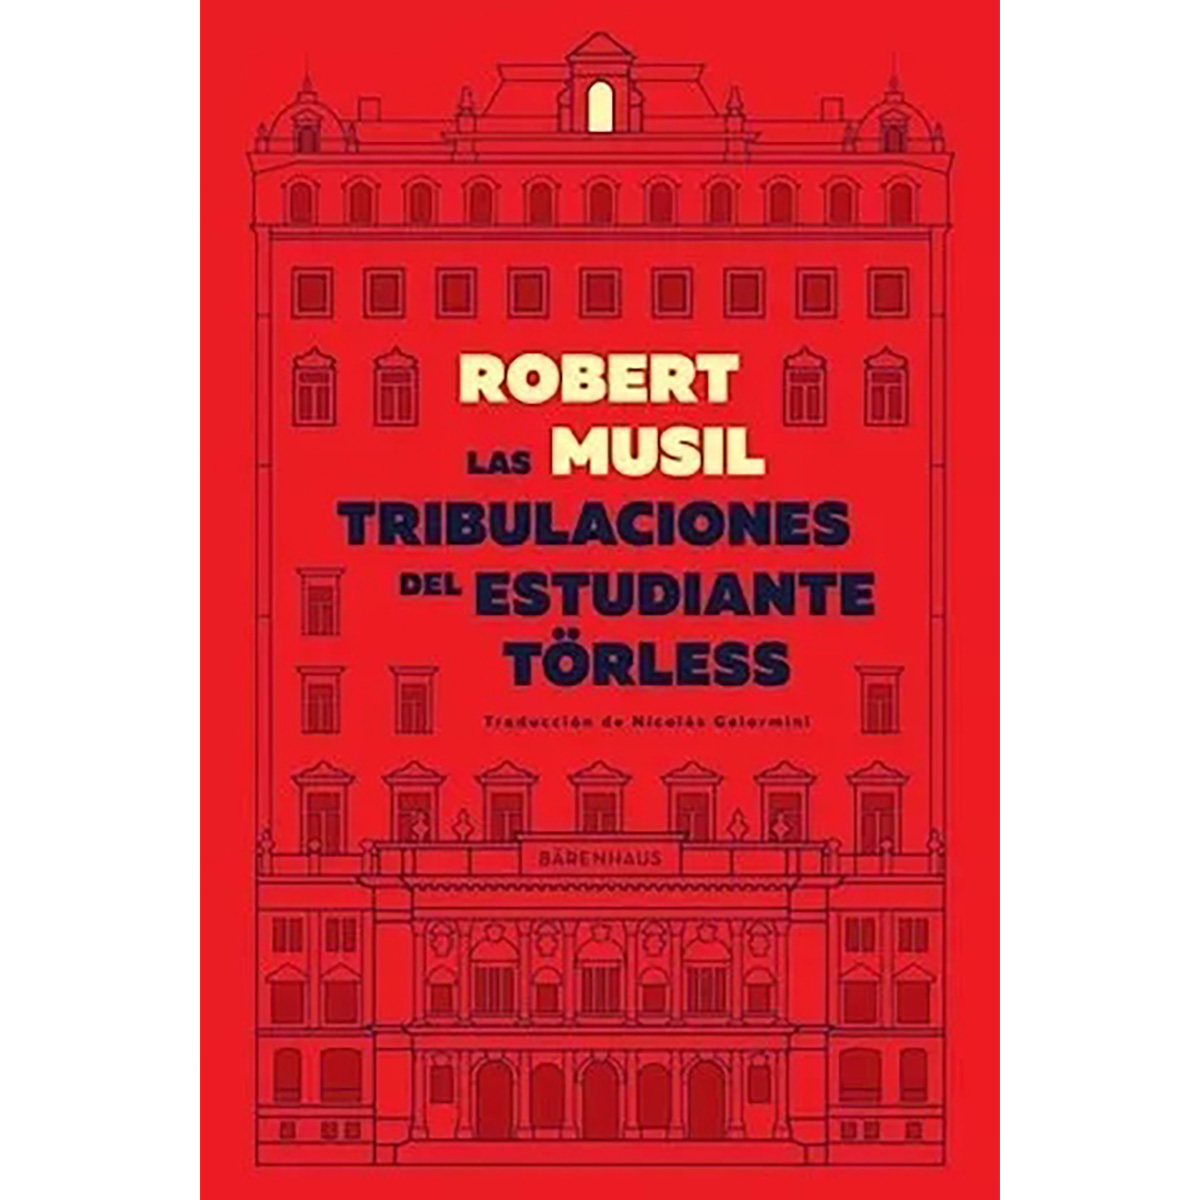 ROBERT
LAS MUSIL
TRIBULACIONES
DEL ESTUDIANTE
TÖRLESS
Traducción de Nicolás Gelormini
BÄRENHAUS